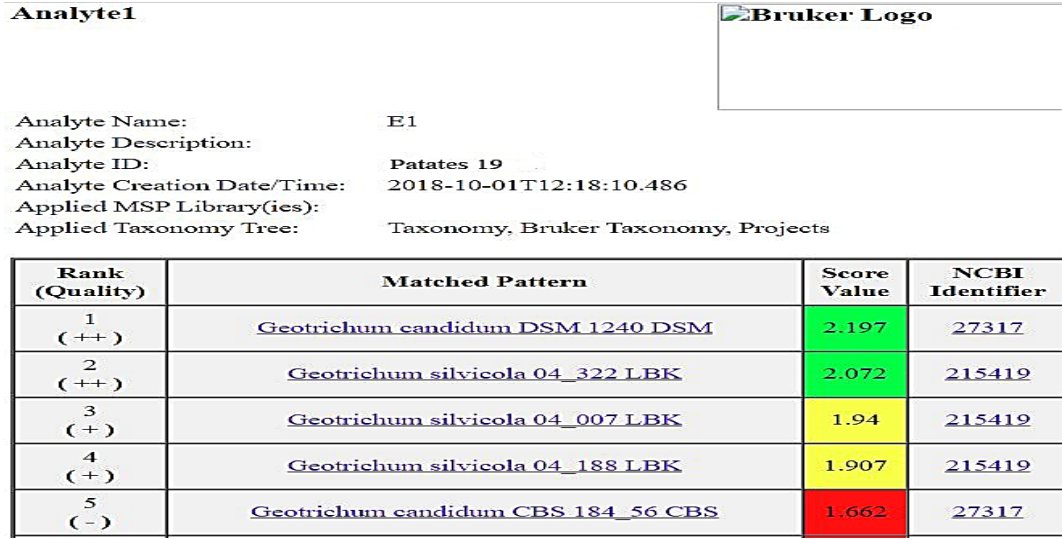 Analyte1
Bruker Logo
Analyte Name: E1
Analyte Description:
Analyte ID: Patates 19
Analyte Creation Date/Time: 2018-10-01T12:18:10.486
Applied MSP Library(ies):
Applied Taxonomy Tree: Taxonomy, Bruker Taxonomy, Projects
Rank (Quality) Matched Pattern Score Value NCBI Identifier
1 ( ++ ) Geotrichum candidum DSM 1240 DSM 2.197 27317
2 ( ++ ) Geotrichum silvicola 04_322 LBK 2.072 215419
3 ( + ) Geotrichum silvicola 04_007 LBK 1.94 215419
4 ( + ) Geotrichum silvicola 04_188 LBK 1.907 215419
5 ( - ) Geotrichum candidum CBS 184_56 CBS 1.662 27317